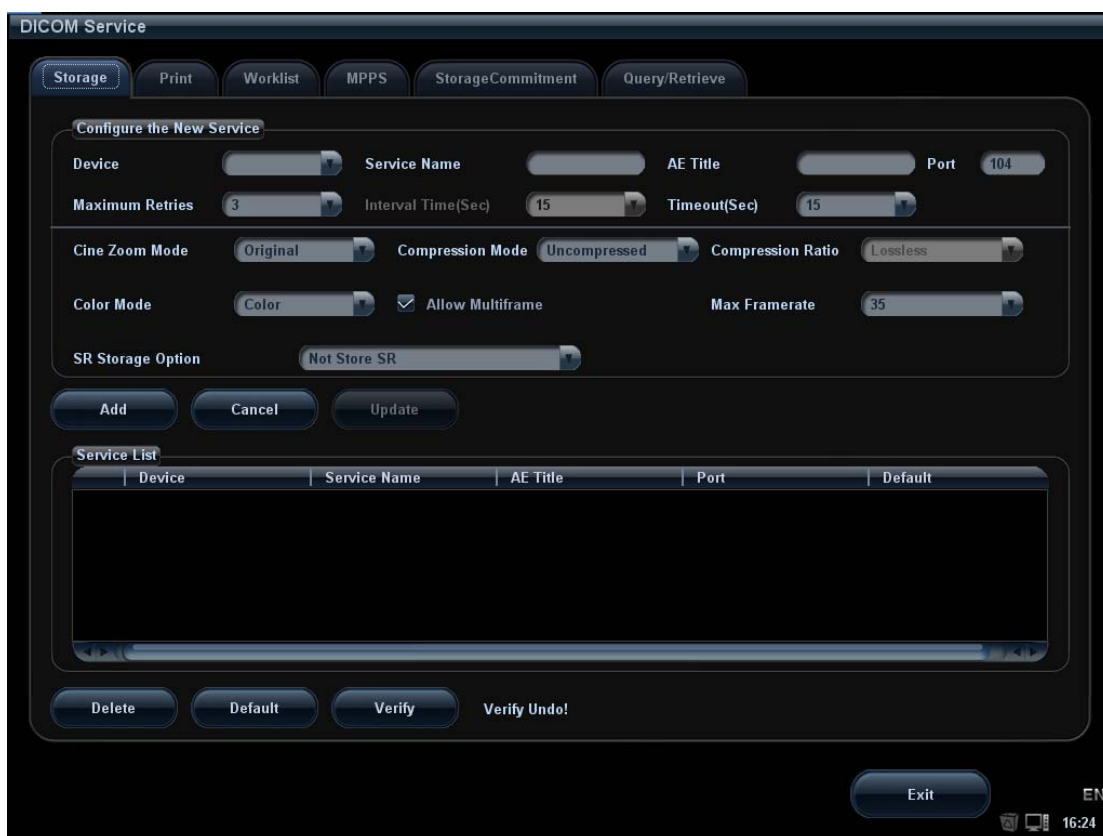 DICOM Service
Storage Print Worklist MPPS StorageCommitment Query/Retrieve
Configure the New Service
Device Service Name AE Title Port 104
Maximum Retries 3 Interval Time(Sec) 15 Timeout(Sec) 15
Cine Zoom Mode Original Compression Mode Uncompressed Compression Ratio Lossless
Color Mode Color Allow Multiframe Max Framerate 35
SR Storage Option Not Store SR
Add Cancel Update
Service List
Device Service Name AE Title Port Default
Delete Default Verify Verify Undo!
Exit EN
16:24